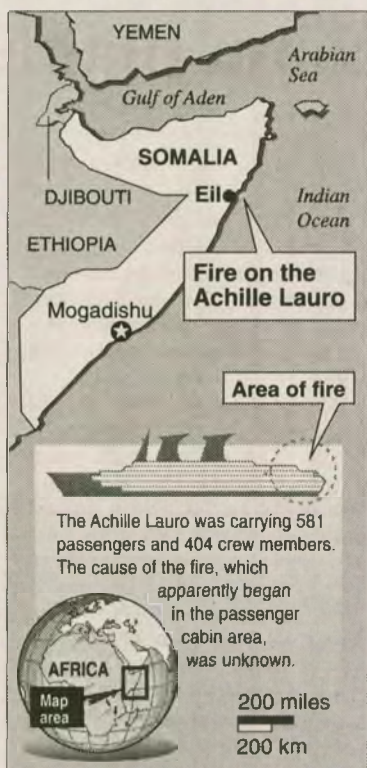 YEMEN
Arabian
Sea
Gulf of Aden
SOMALIA
DJIBOUTI
Eil
Indian
Ocean
ETHIOPIA
Fire on the
Achille Lauro
Mogadishu
Area of fire
The Achille Lauro was carrying 581
passengers and 404 crew members.
The cause of the fire, which
apparently began
in the passenger
cabin area,
was unknown.
AFRICA
Map
area
200 miles
200 km